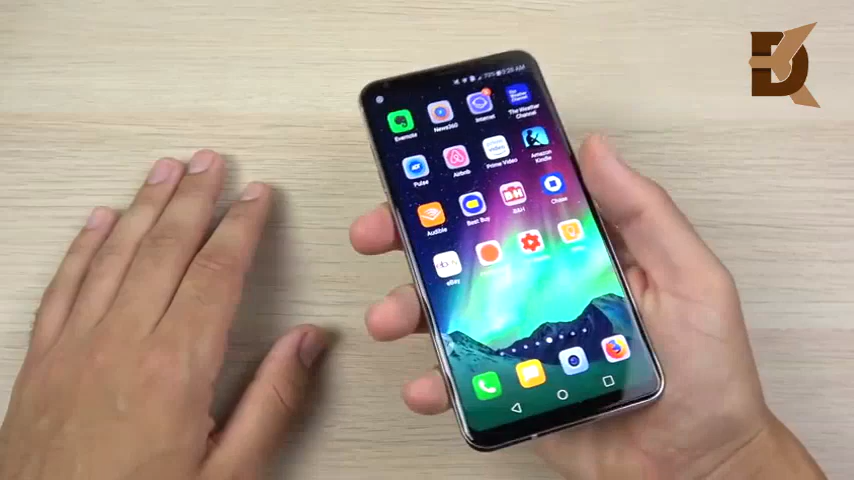 Evernote
News360
Internet
The Weather
Channel
Pulse
Airbnb
Prime Video
Amazon
Kindle
Audible
Best Buy
B&H
Chase
eBay